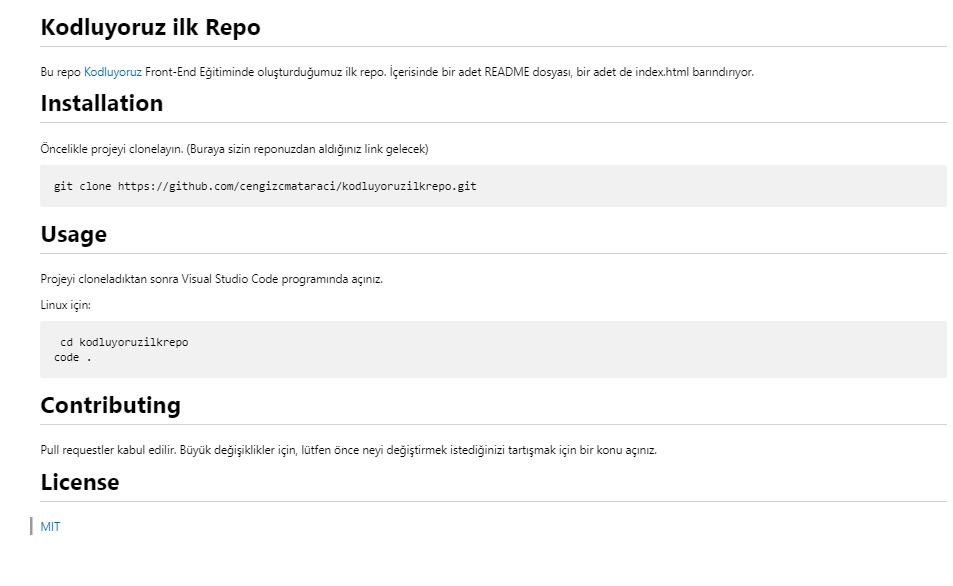 Kodluyoruz ilk Repo
Bu repo Kodluyoruz Front-End Eğitiminde oluşturduğumuz ilk repo. İçerisinde bir adet README dosyası, bir adet de index.html barındırıyor.
Installation
Öncelikle projeyi clonelayın. (Buraya sizin reponuzdan aldığınız link gelecek)
git clone https://github.com/cengizcmataraci/kodluyoruzilkrepo.git
Usage
Projeyi cloneladıktan sonra Visual Studio Code programında açınız.
Linux için:
cd kodluyoruzilkrepo
code .
Contributing
Pull requestler kabul edilir. Büyük değişiklikler için, lütfen önce neyi değiştirmek istediğinizi tartışmak için bir konu açınız.
License
MIT